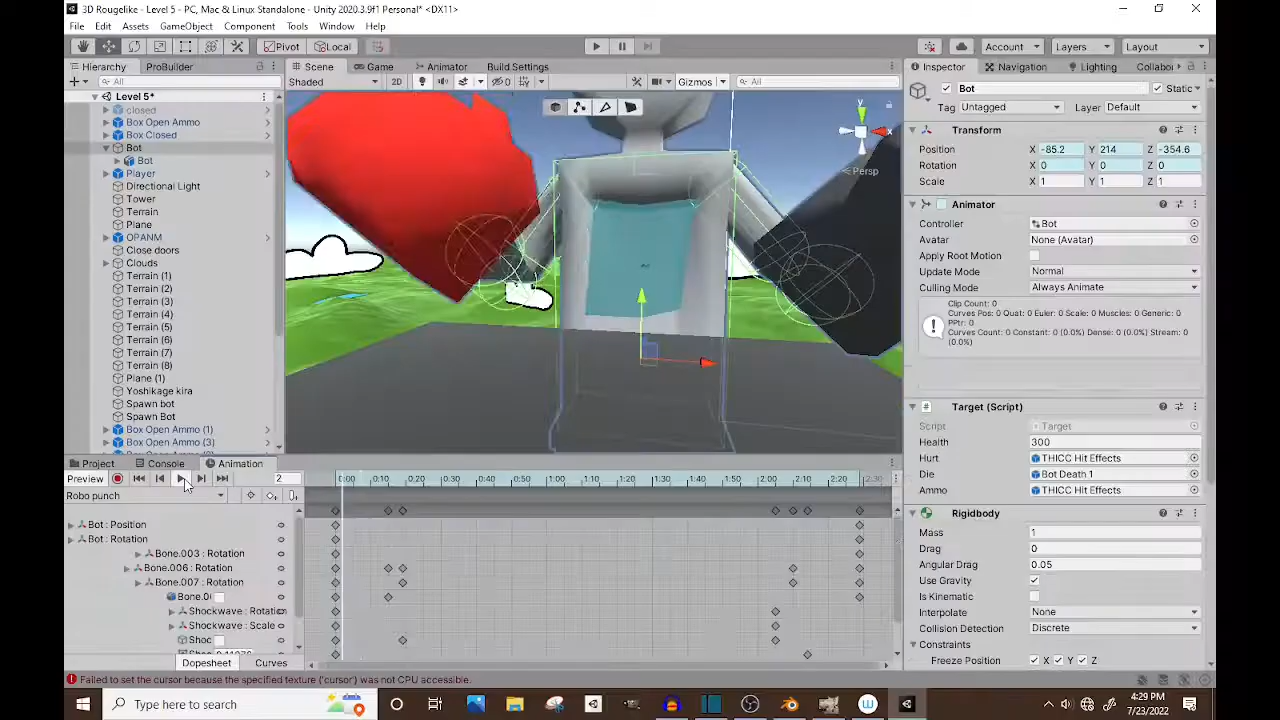 3D Rougelike - Level 5 - PC, Mac & Linux Standalone - Unity 2020.3.9f1 Personal* <DX11>
File Edit Assets GameObject Component Tools Window Help
Pivot Local Account Layers Layout
Hierarchy ProBuilder
All
Level 5*
closed
Box Open Ammo
Box Closed
Bot
Bot
Player
Directional Light
Tower
Terrain
Plane
OPANM
Close doors
Clouds
Terrain (1)
Terrain (2)
Terrain (3)
Terrain (4)
Terrain (5)
Terrain (6)
Terrain (7)
Terrain (8)
Plane (1)
Yoshikage kira
Spawn bot
Spawn Bot
Box Open Ammo (1)
Box Open Ammo (3)
Scene Game Animator Build Settings
Shaded 2D 0 Gizmos All
y
x
Persp
Inspector Navigation Lighting Collabo
Bot Static
Tag Untagged Layer Default
Transform
Position X -85.2 Y 214 Z -354.6
Rotation X 0 Y 0 Z 0
Scale X 1 Y 1 Z 1
Animator
Controller Bot
Avatar None (Avatar)
Apply Root Motion
Update Mode Normal
Culling Mode Always Animate
Clip Count: 0
Curves Pos: 0 Quat: 0 Euler: 0 Scale: 0 Muscles: 0 Generic: 0
PPtr: 0
Curves Count: 0 Constant: 0 (0.0%) Dense: 0 (0.0%) Stream: 0
(0.0%)
Target (Script)
Script Target
Health 300
Hurt THICC Hit Effects
Die Bot Death 1
Ammo THICC Hit Effects
Rigidbody
Mass 1
Drag 0
Angular Drag 0.05
Use Gravity
Is Kinematic
Interpolate None
Collision Detection Discrete
Constraints
Freeze Position X Y Z
Project Console Animation
Preview 2
0:00 0:10 0:20 0:30 0:40 0:50 1:00 1:10 1:20 1:30 1:40 1:50 2:00 2:10 2:20 2:30
Robo punch
Bot : Position
Bot : Rotation
Bone.003 : Rotation
Bone.006 : Rotation
Bone.007 : Rotation
Bone.0(
Shockwave : Rotation
Shockwave : Scale
Shoc
Dopesheet Curves
Failed to set the cursor because the specified texture ('cursor') was not CPU accessible.
Type here to search
4:29 PM
7/23/2022